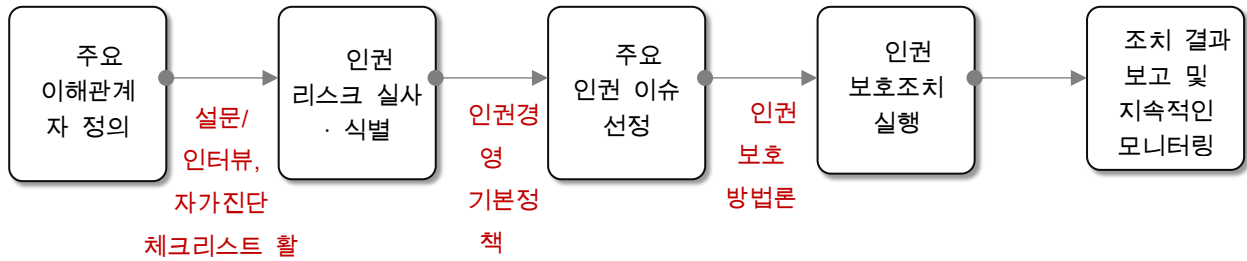 주요
이해관계
자 정의
설문/
인터뷰,
자가진단
체크리스트 활
인권
리스크 실사
· 식별
인권경
영
기본정
책
주요
인권 이슈
선정
인권
보호
방법론
인권
보호조치
실행
조치 결과
보고 및
지속적인
모니터링